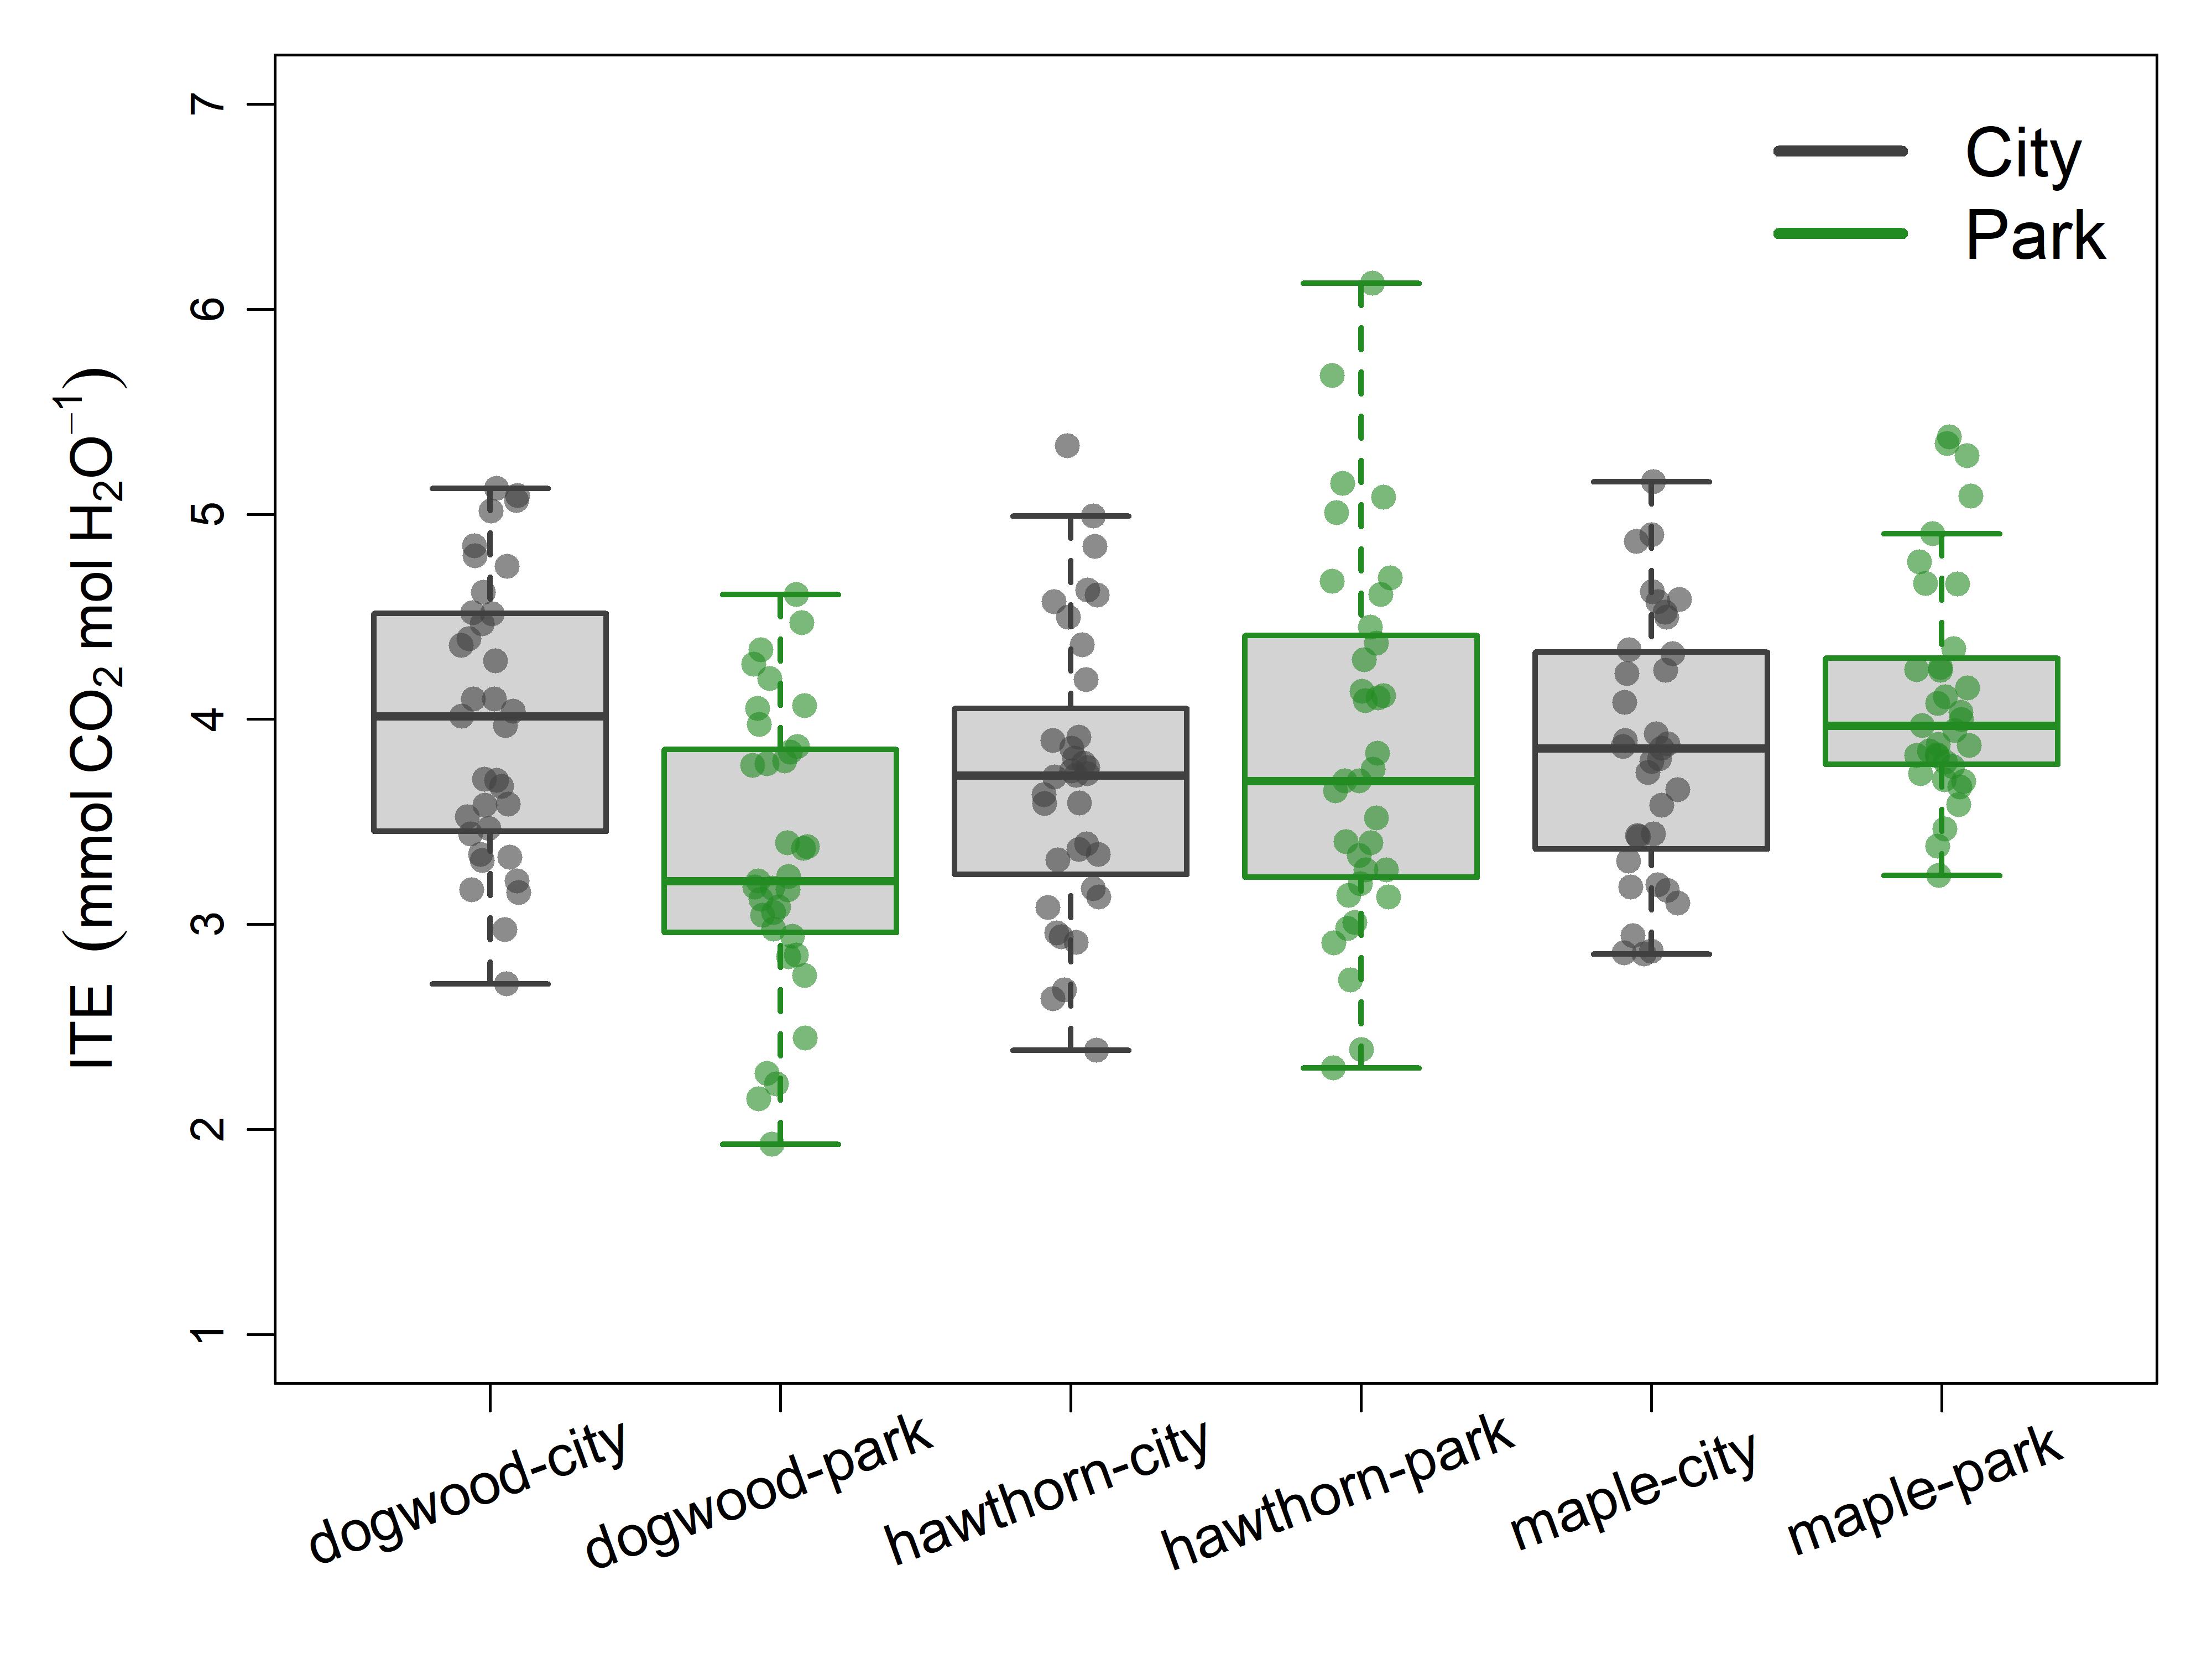 ITE (mmol CO₂ mol H₂O⁻¹)
7
6
5
4
3
2
1
City
Park
dogwood-city
dogwood-park
hawthorn-city
hawthorn-park
maple-city
maple-park